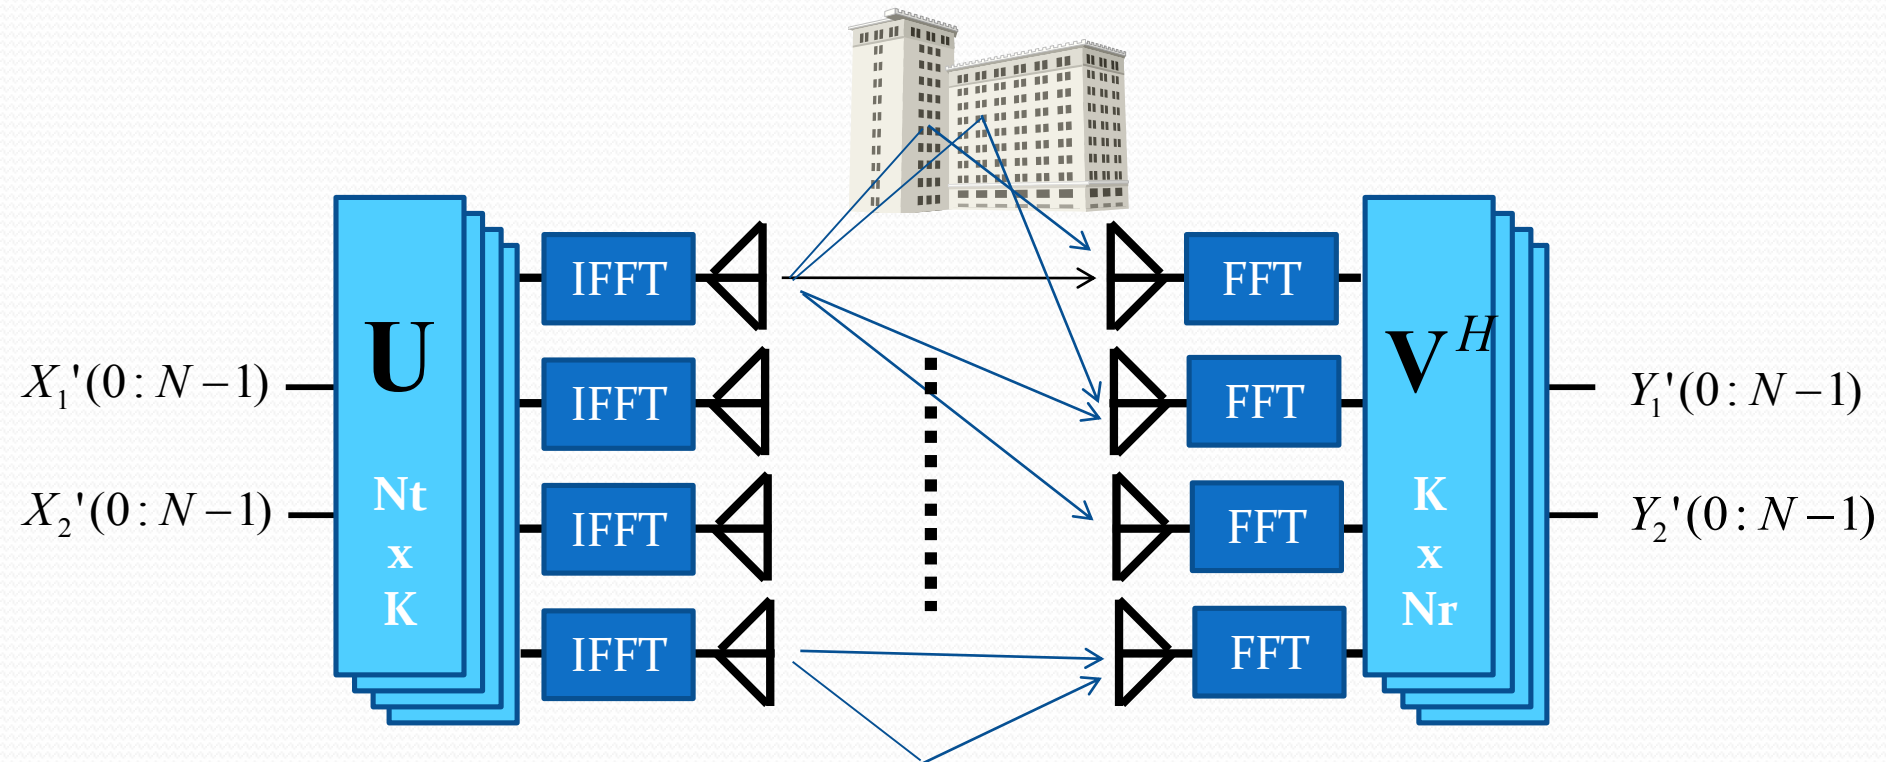 U
Nt
x
K
X₁'(0 : N − 1)
X₂'(0 : N − 1)
IFFT
IFFT
IFFT
IFFT
FFT
FFT
FFT
FFT
V^H
K
x
Nr
Y₁'(0 : N − 1)
Y₂'(0 : N − 1)